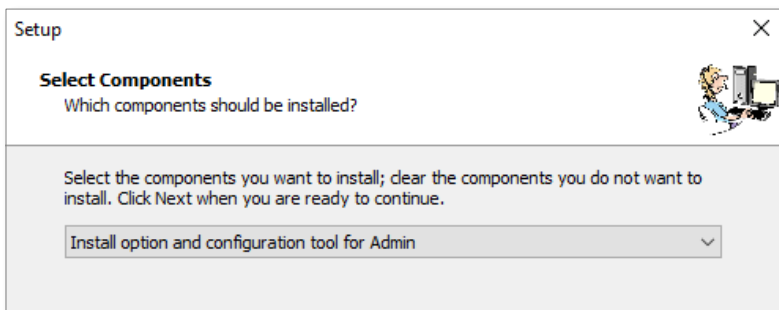 Setup
Select Components
Which components should be installed?
Select the components you want to install; clear the components you do not want to
install. Click Next when you are ready to continue.
Install option and configuration tool for Admin